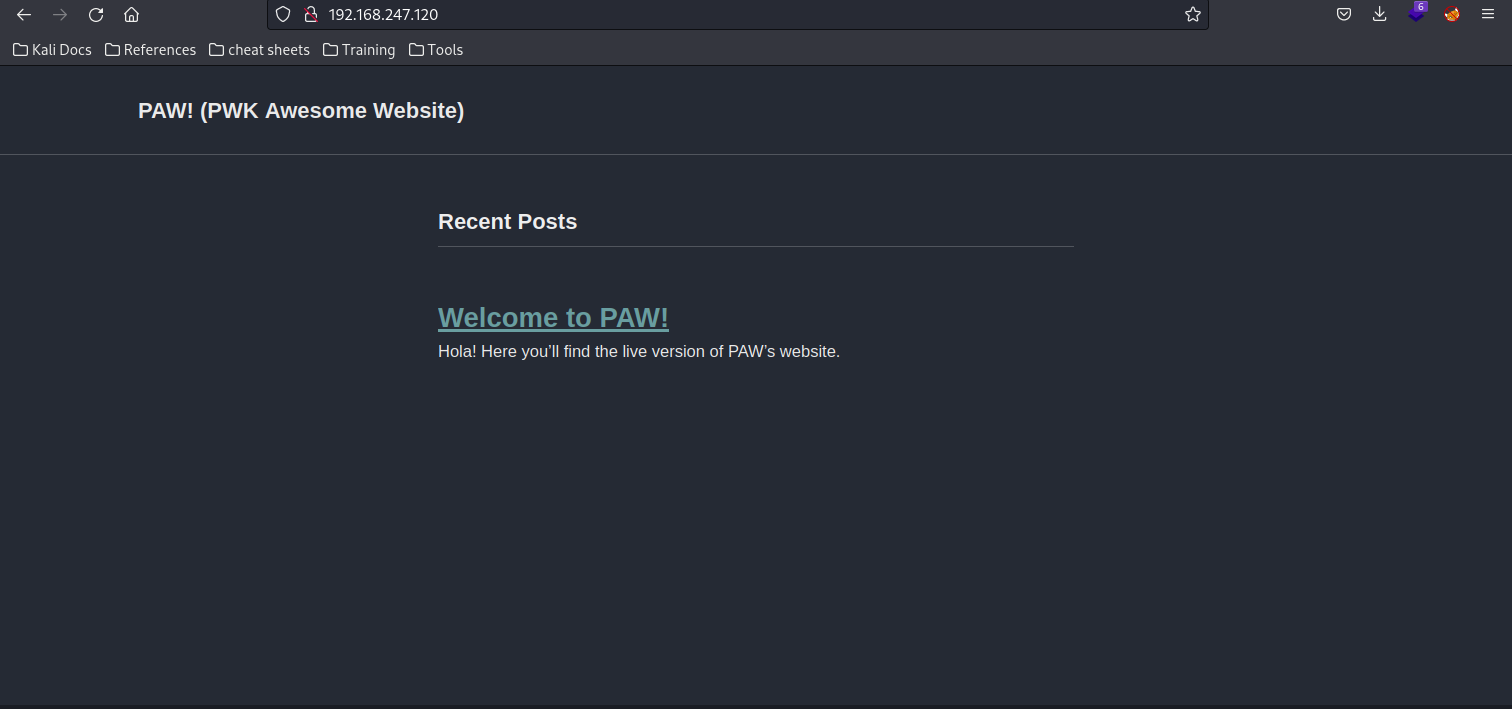 192.168.247.120
6
Kali Docs References cheat sheets Training Tools
PAW! (PWK Awesome Website)
Recent Posts
Welcome to PAW!
Hola! Here you’ll find the live version of PAW’s website.